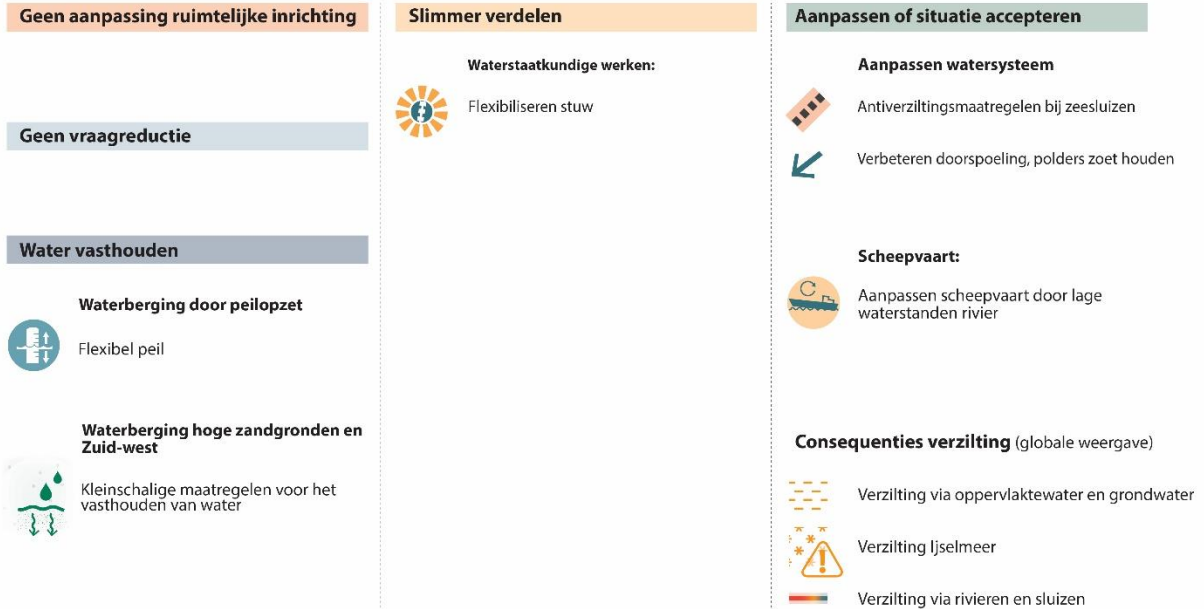 Geen aanpassing ruimtelijke inrichting
Geen vraagreductie
Water vasthouden
Waterberging door peilopzet
Flexibel peil
Waterberging hoge zandgronden en
Zuid-west
Kleinschalige maatregelen voor het
vasthouden van water
Slimmer verdelen
Waterstaatkundige werken:
Flexibiliseren stuw
Aanpassen of situatie accepteren
Aanpassen watersysteem
Antiverziltingsmaatregelen bij zeesluizen
Verbeteren doorspoeling, polders zoet houden
Scheepvaart:
Aanpassen scheepvaart door lage
waterstanden rivier
Consequenties verzilting (globale weergave)
Verzilting via oppervlaktewater en grondwater
Verzilting Ijselmeer
Verzilting via rivieren en sluizen